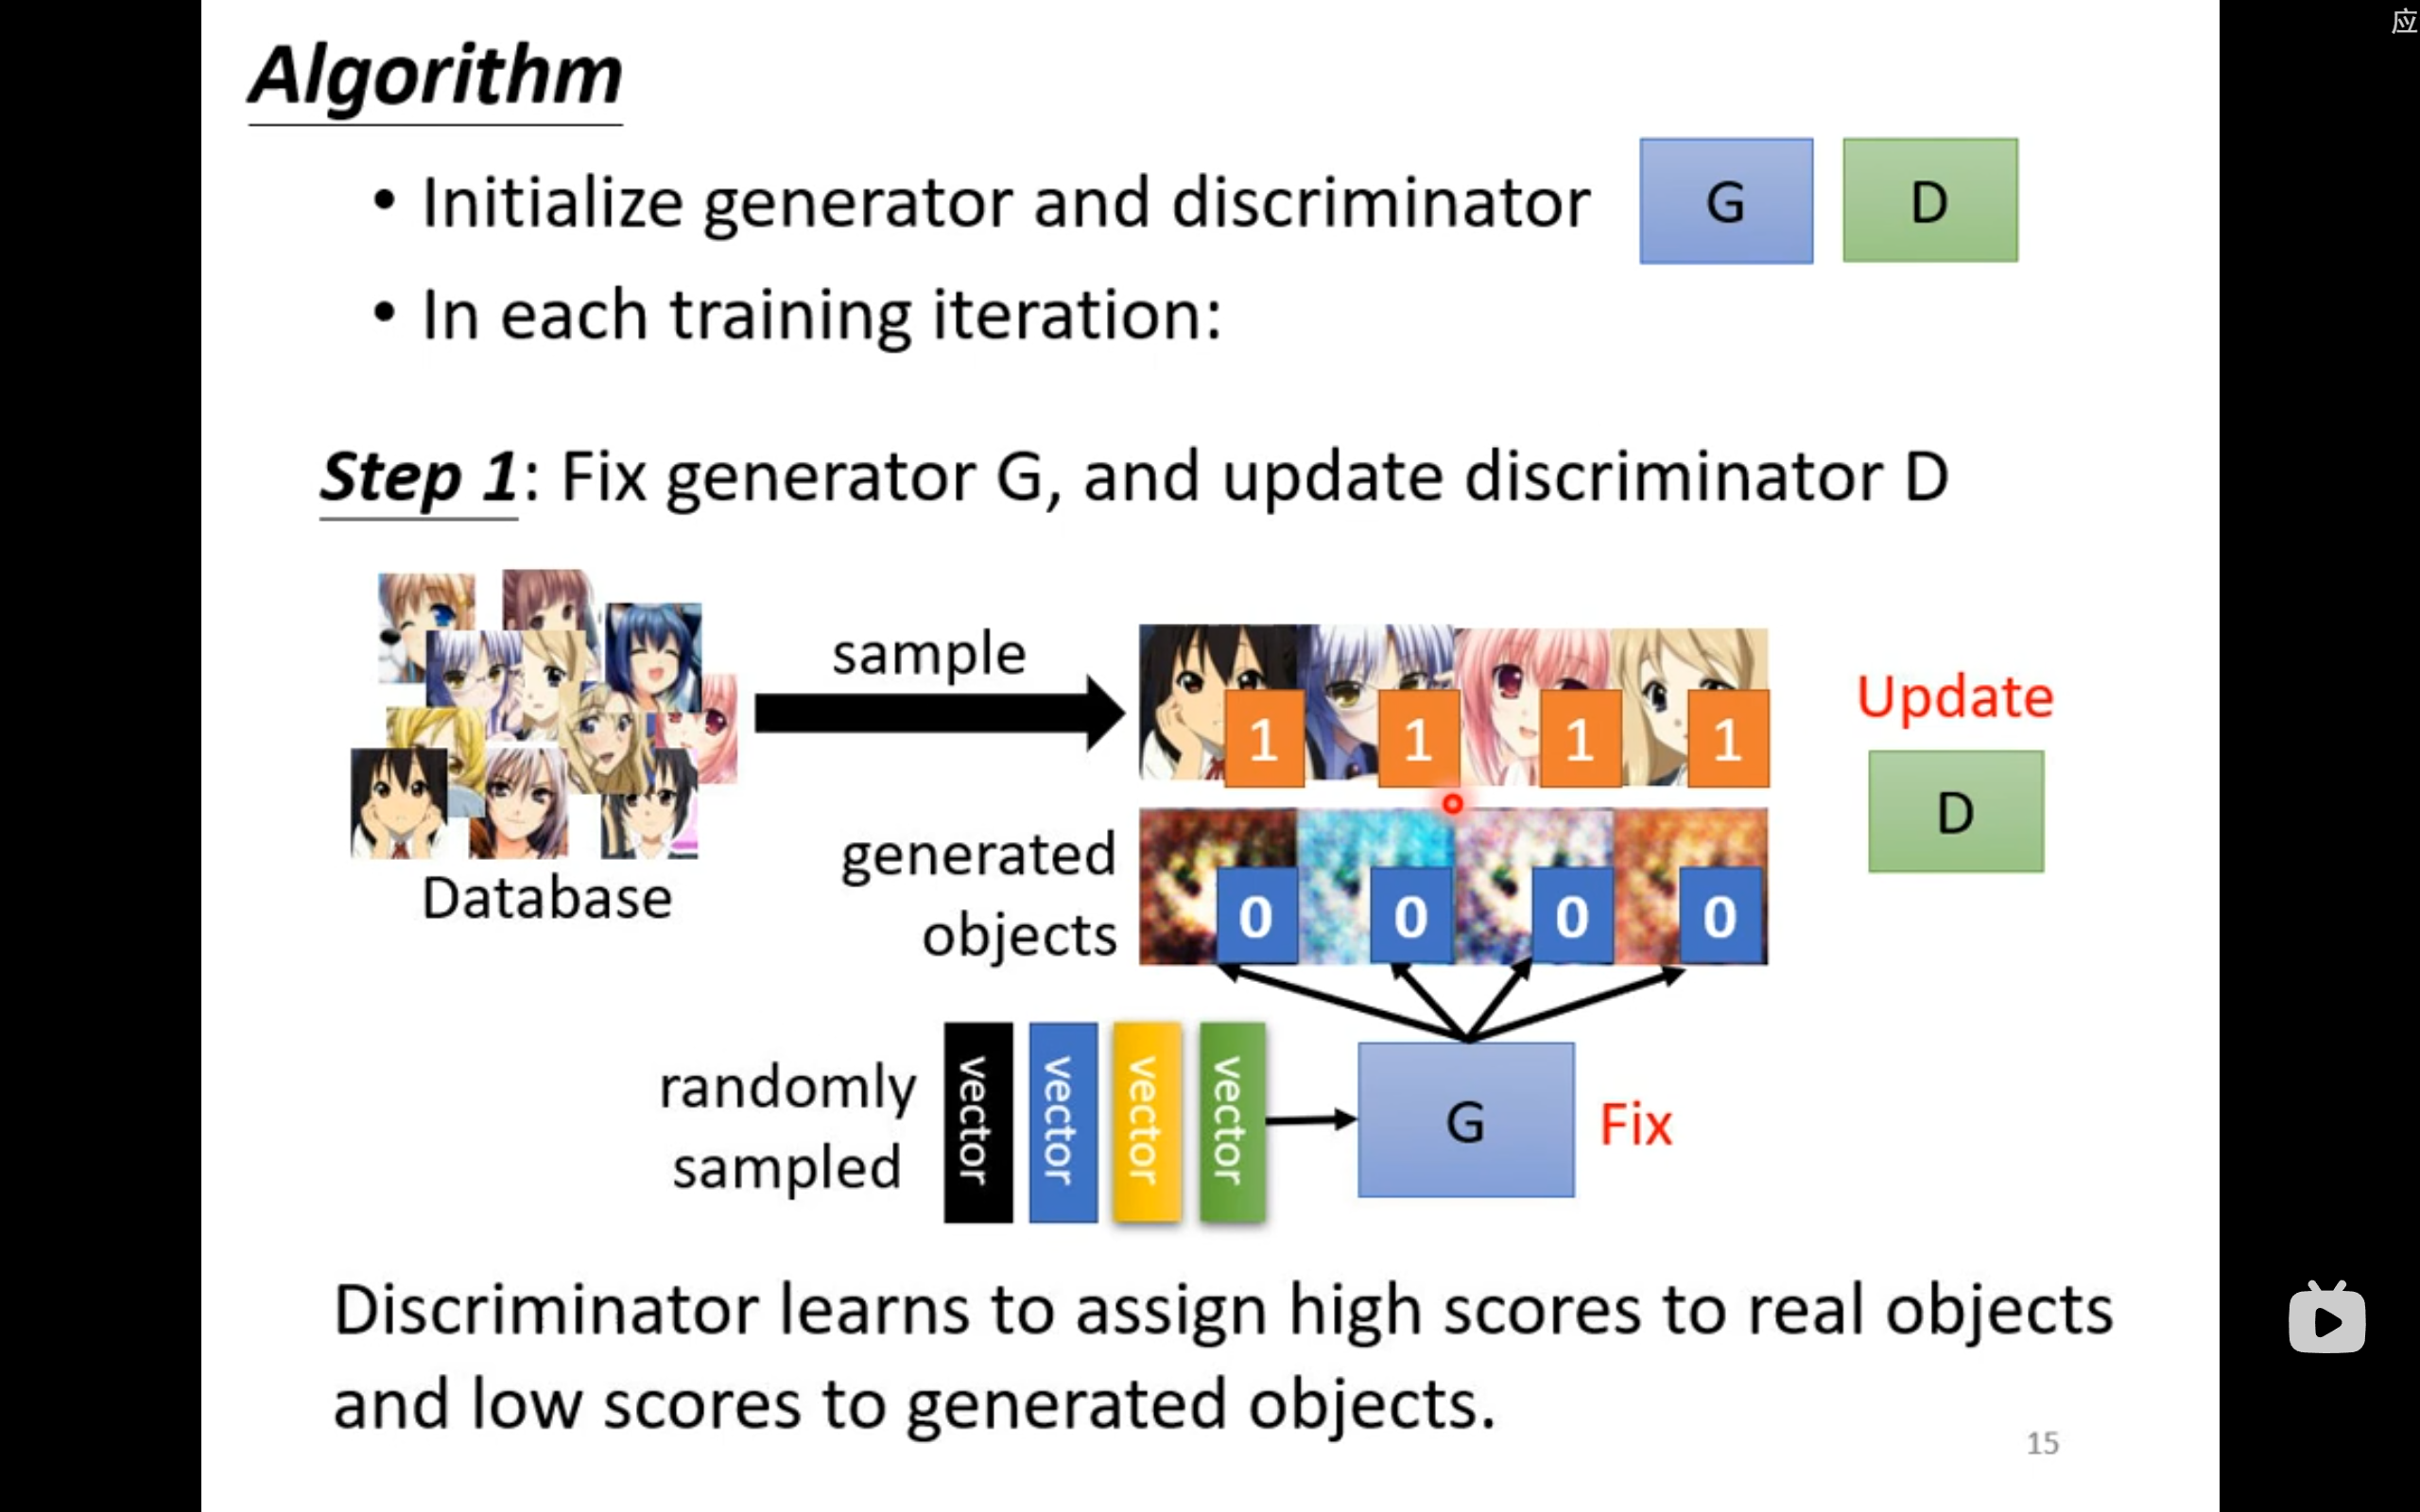 应
Algorithm
• Initialize generator and discriminator
G
D
• In each training iteration:
Step 1: Fix generator G, and update discriminator D
sample
1 1 1 1
Update
D
Database
generated
objects
0 0 0 0
randomly
sampled
vector
vector
vector
vector
G
Fix
Discriminator learns to assign high scores to real objects
and low scores to generated objects.
15